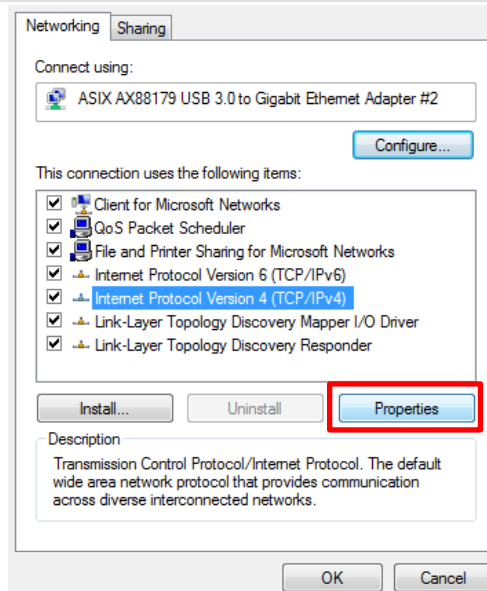 Networking Sharing
Connect using:
ASIX AX88179 USB 3.0 to Gigabit Ethernet Adapter #2
Configure...
This connection uses the following items:
Client for Microsoft Networks
QoS Packet Scheduler
File and Printer Sharing for Microsoft Networks
Internet Protocol Version 6 (TCP/IPv6)
Internet Protocol Version 4 (TCP/IPv4)
Link-Layer Topology Discovery Mapper I/O Driver
Link-Layer Topology Discovery Responder
Install... Uninstall Properties
Description
Transmission Control Protocol/Internet Protocol. The default
wide area network protocol that provides communication
across diverse interconnected networks.
OK Cancel